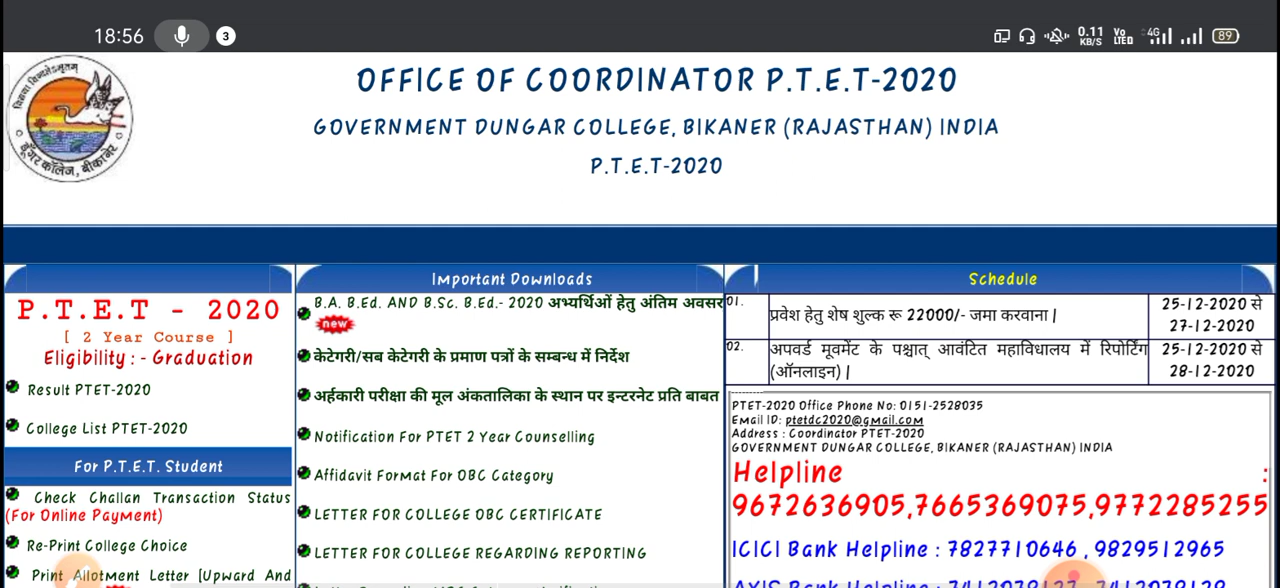 18:56
3
0.11 KB/S
Vo LTED
4G
89
OFFICE OF COORDINATOR P.T.E.T-2020
GOVERNMENT DUNGAR COLLEGE, BIKANER (RAJASTHAN) INDIA
P.T.E.T-2020
डूँगर कॉलेज, बीकानेर
P.T.E.T - 2020
[ 2 Year Course ]
Eligibility : - Graduation
Result PTET-2020
College List PTET-2020
For P.T.E.T. Student
Check Challan Transaction Status
(For Online Payment)
Re-Print College Choice
Print Allotment Letter [Upward And
Important Downloads
B.A. B.Ed. AND B.Sc. B.Ed.- 2020 अभ्यर्थिओं हेतु अंतिम अवसर
new
केटेगरी/सब केटेगरी के प्रमाण पत्रों के सम्बन्ध में निर्देश
अर्हकारी परीक्षा की मूल अंकतालिका के स्थान पर इन्टरनेट प्रति बाबत
Notification For PTET 2 Year Counselling
Affidavit Format For OBC Category
LETTER FOR COLLEGE OBC CERTIFICATE
LETTER FOR COLLEGE REGARDING REPORTING
Schedule
01. प्रवेश हेतु शेष शुल्क रू 22000/- जमा करवाना | 25-12-2020 से
27-12-2020
02. अपवर्ड मूवमेंट के पश्चात् आवंटित महाविधालय में रिपोर्टिंग 25-12-2020 से
(ऑनलाइन) | 28-12-2020
PTET-2020 Office Phone No: 0151-2528035
Email ID: ptetdc2020@gmail.com
Address : Coordinator PTET-2020
GOVERNMENT DUNGAR COLLEGE, BIKANER (RAJASTHAN) INDIA
Helpline :
9672636905,7665369075,9772285255
ICICI Bank Helpline : 7827710646 , 9829512965
AXIS Bank Helpline :